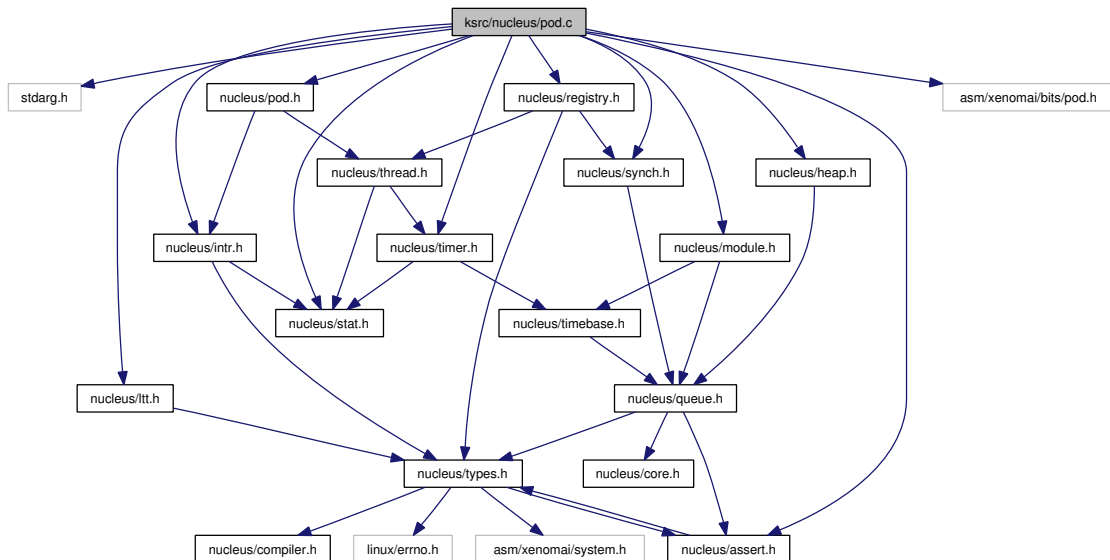 ksrc/nucleus/pod.c
stdarg.h
nucleus/pod.h
nucleus/registry.h
asm/xenomai/bits/pod.h
nucleus/thread.h
nucleus/synch.h
nucleus/heap.h
nucleus/intr.h
nucleus/timer.h
nucleus/module.h
nucleus/stat.h
nucleus/timebase.h
nucleus/ltt.h
nucleus/queue.h
nucleus/types.h
nucleus/core.h
nucleus/compiler.h
linux/errno.h
asm/xenomai/system.h
nucleus/assert.h